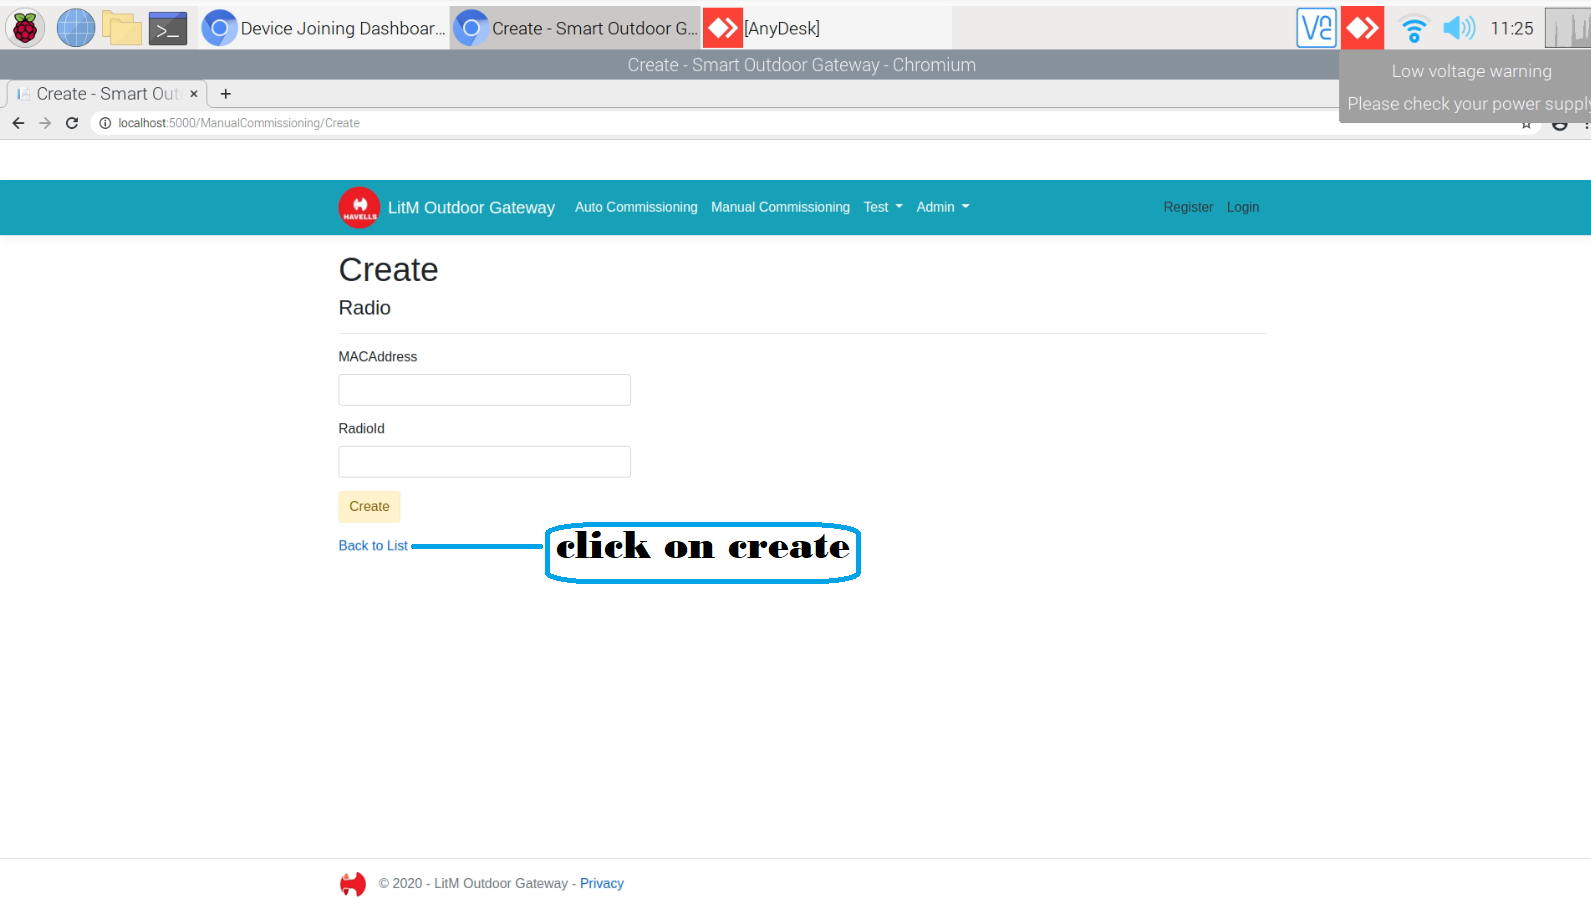 Device Joining Dashboar...
Create - Smart Outdoor G...
[AnyDesk]
11:25
Create - Smart Outdoor Gateway - Chromium
Low voltage warning
Please check your power supply
Create - Smart Out
localhost:5000/ManualCommissioning/Create
HAVELLS
LitM Outdoor Gateway
Auto Commissioning
Manual Commissioning
Test
Admin
Register
Login
Create
Radio
MACAddress
RadioId
Create
Back to List
click on create
© 2020 - LitM Outdoor Gateway - Privacy